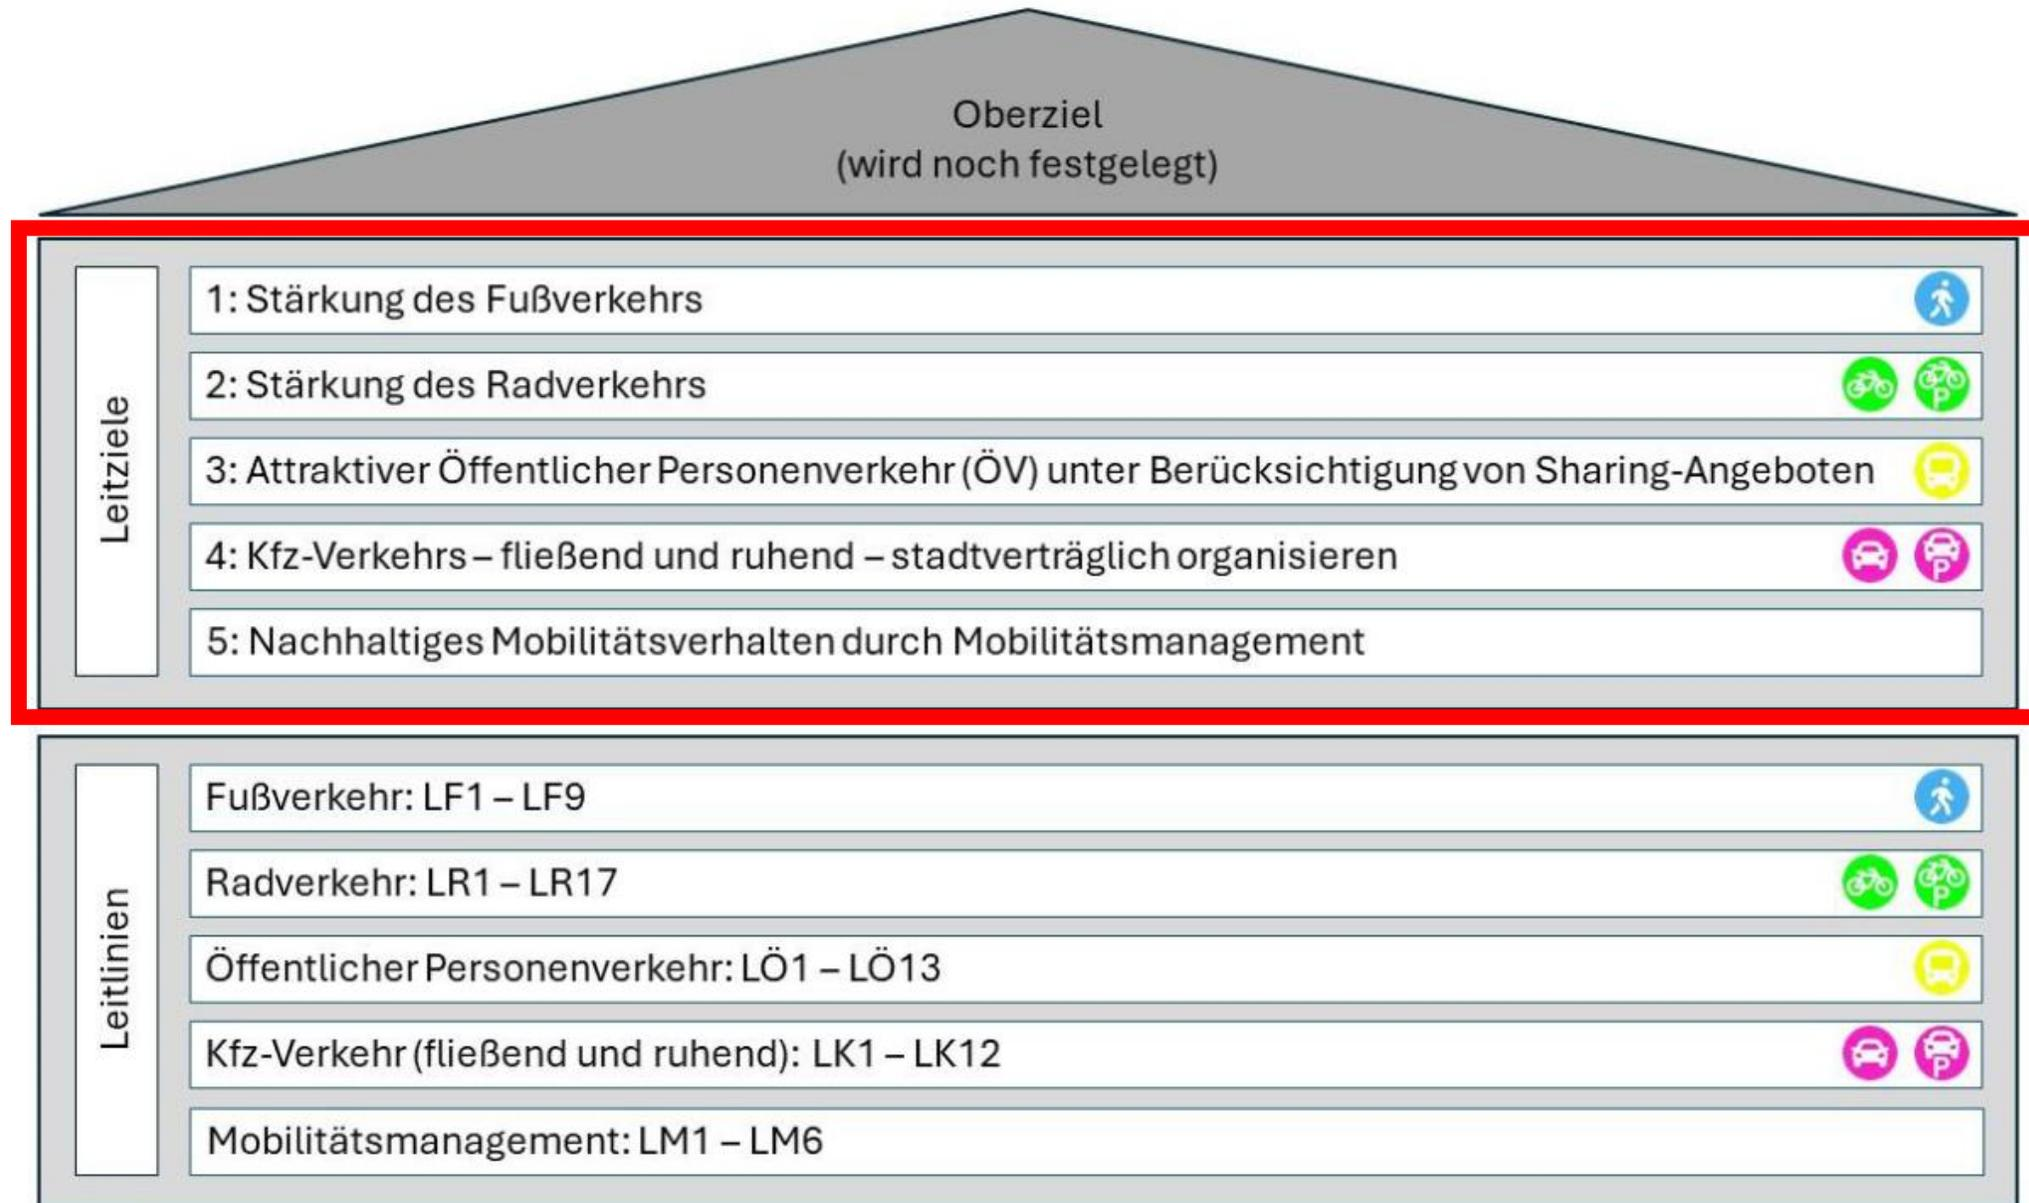 Oberziel
(wird noch festgelegt)
Leitziele
1: Stärkung des Fußverkehrs
2: Stärkung des Radverkehrs
P
3: Attraktiver Öffentlicher Personenverkehr (ÖV) unter Berücksichtigung von Sharing-Angeboten
4: Kfz-Verkehrs – fließend und ruhend – stadtverträglich organisieren
P
5: Nachhaltiges Mobilitätsverhalten durch Mobilitätsmanagement
Leitlinien
Fußverkehr: LF1 – LF9
Radverkehr: LR1 – LR17
P
Öffentlicher Personenverkehr: LÖ1 – LÖ13
Kfz-Verkehr (fließend und ruhend): LK1 – LK12
P
Mobilitätsmanagement: LM1 – LM6